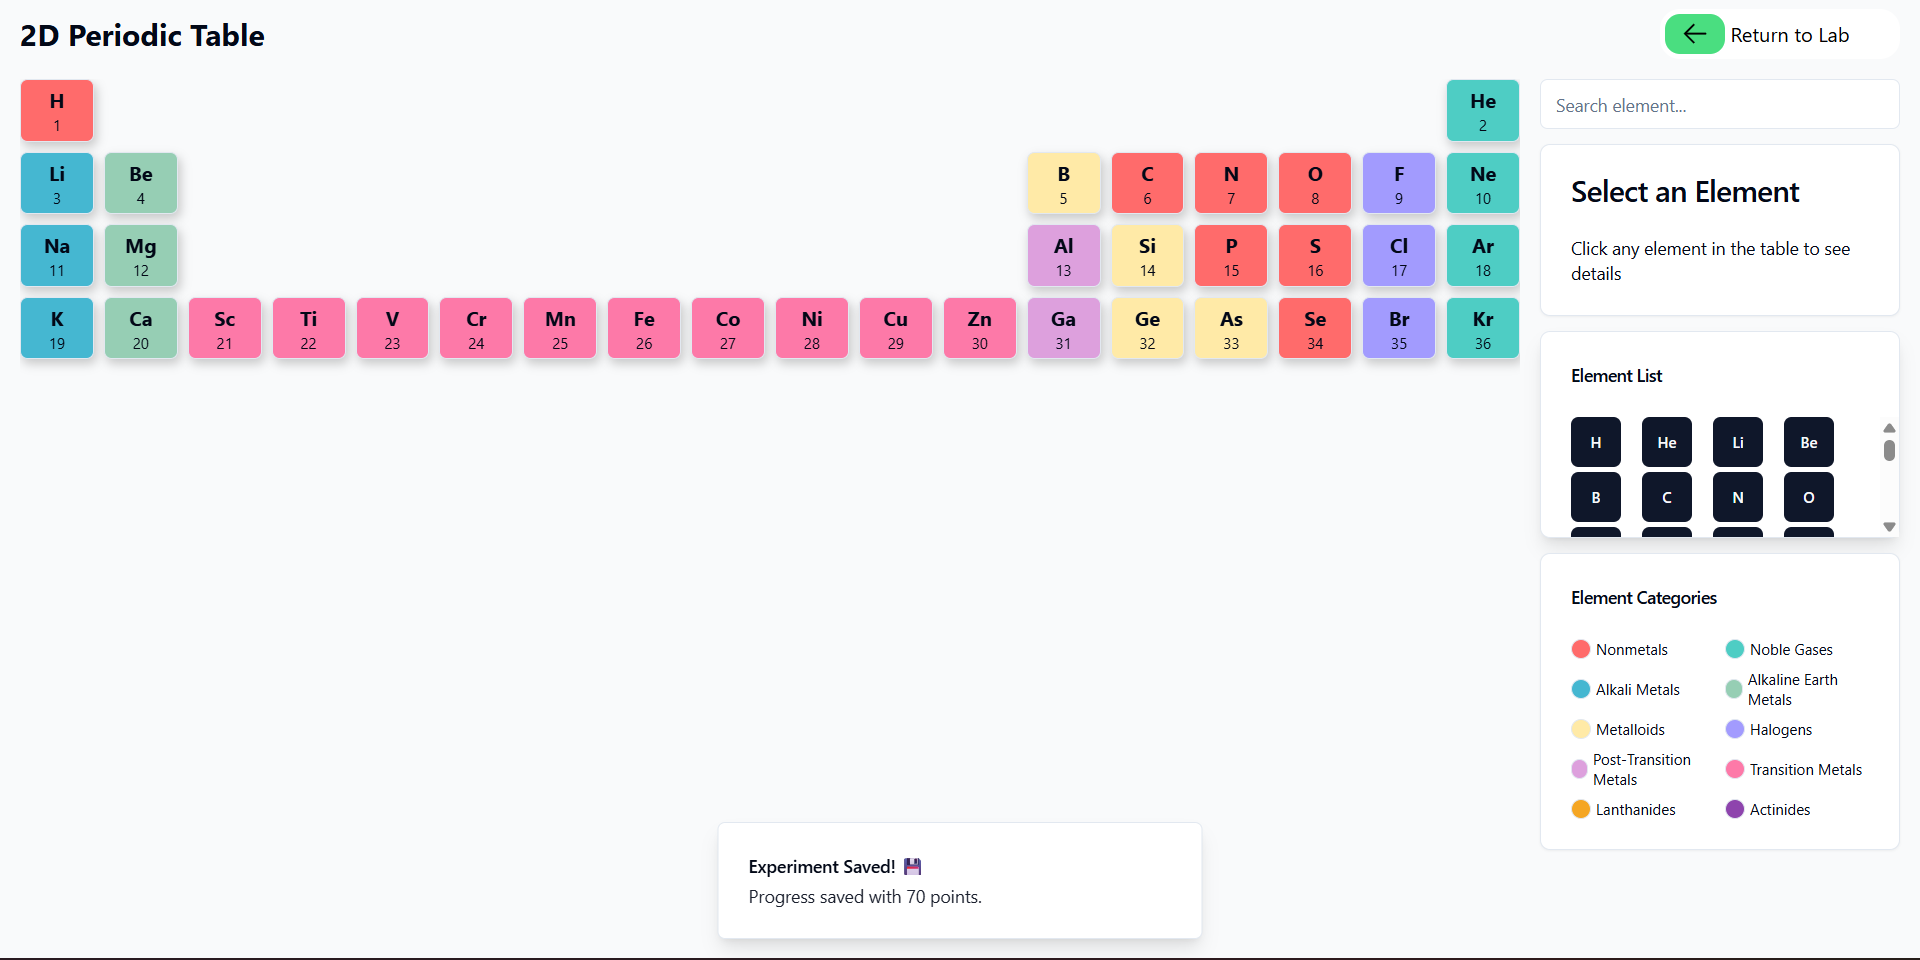 2D Periodic Table
Return to Lab
H
1
He
2
Li
3
Be
4
B
5
C
6
N
7
O
8
F
9
Ne
10
Na
11
Mg
12
Al
13
Si
14
P
15
S
16
Cl
17
Ar
18
K
19
Ca
20
Sc
21
Ti
22
V
23
Cr
24
Mn
25
Fe
26
Co
27
Ni
28
Cu
29
Zn
30
Ga
31
Ge
32
As
33
Se
34
Br
35
Kr
36
Search element...
Select an Element
Click any element in the table to see
details
Element List
H
He
Li
Be
B
C
N
O
Element Categories
Nonmetals
Noble Gases
Alkali Metals
Alkaline Earth
Metals
Metalloids
Halogens
Post-Transition
Metals
Transition Metals
Lanthanides
Actinides
Experiment Saved! 💾
Progress saved with 70 points.